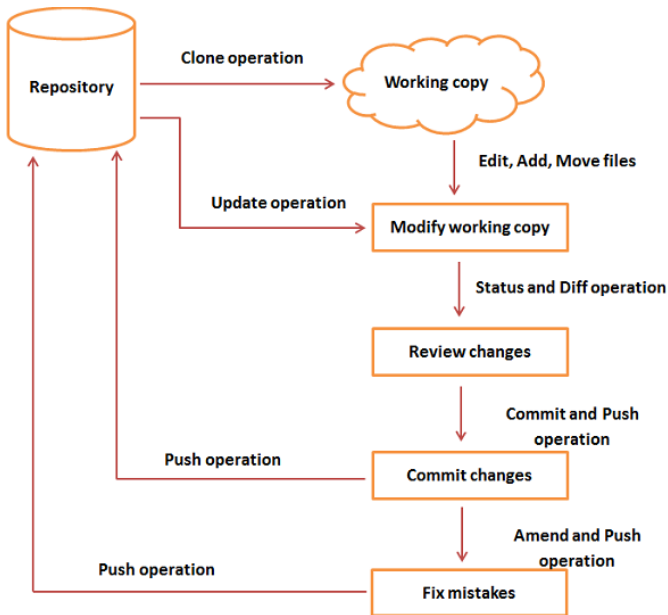 Clone operation
Repository
Working copy
Edit, Add, Move files
Update operation
Modify working copy
Status and Diff operation
Review changes
Commit and Push
operation
Push operation
Commit changes
Amend and Push
operation
Push operation
Fix mistakes